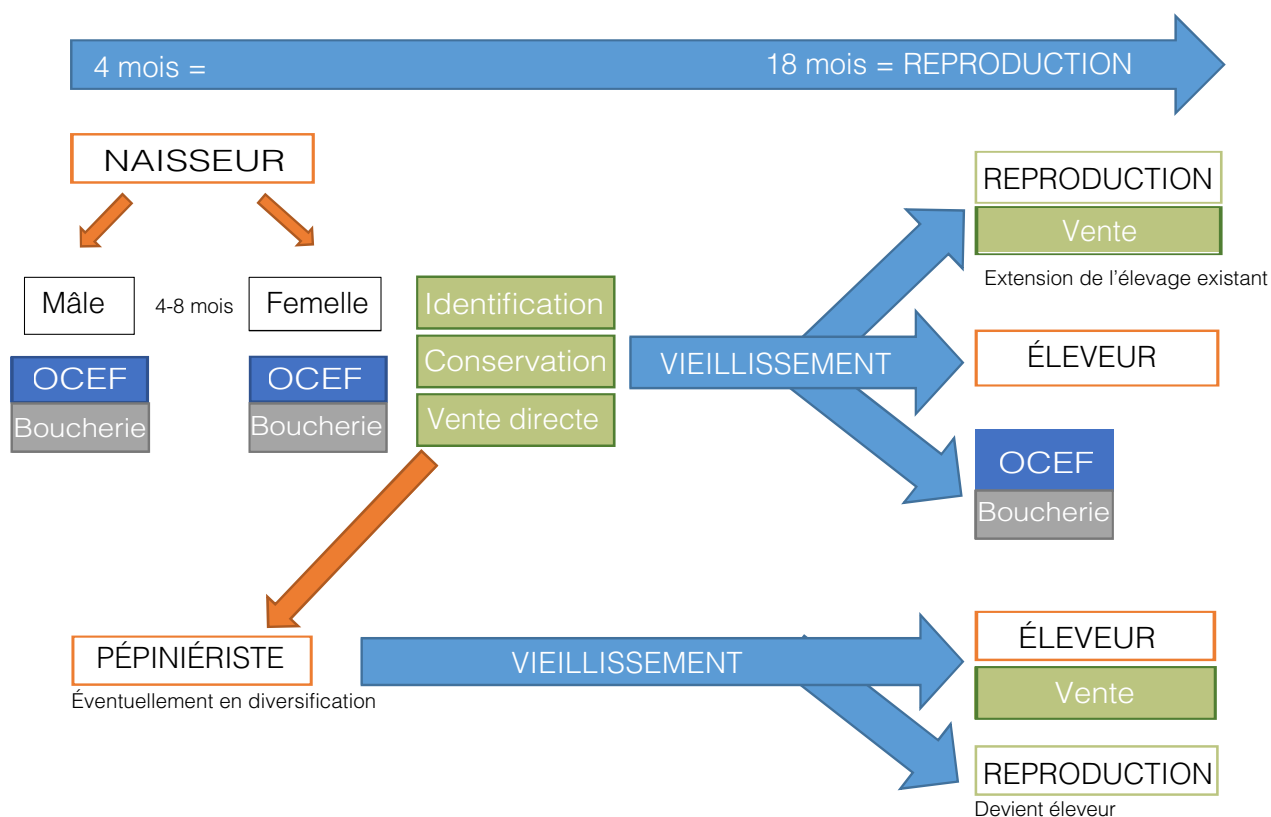 4 mois =
18 mois = REPRODUCTION
NAISSEUR
Mâle
4-8 mois
Femelle
OCEF
Boucherie
OCEF
Boucherie
Identification
Conservation
Vente directe
VIEILLISSEMENT
REPRODUCTION
Vente
Extension de l’élevage existant
ÉLEVEUR
OCEF
Boucherie
PÉPINIÉRISTE
Éventuellement en diversification
VIEILLISSEMENT
ÉLEVEUR
Vente
REPRODUCTION
Devient éleveur